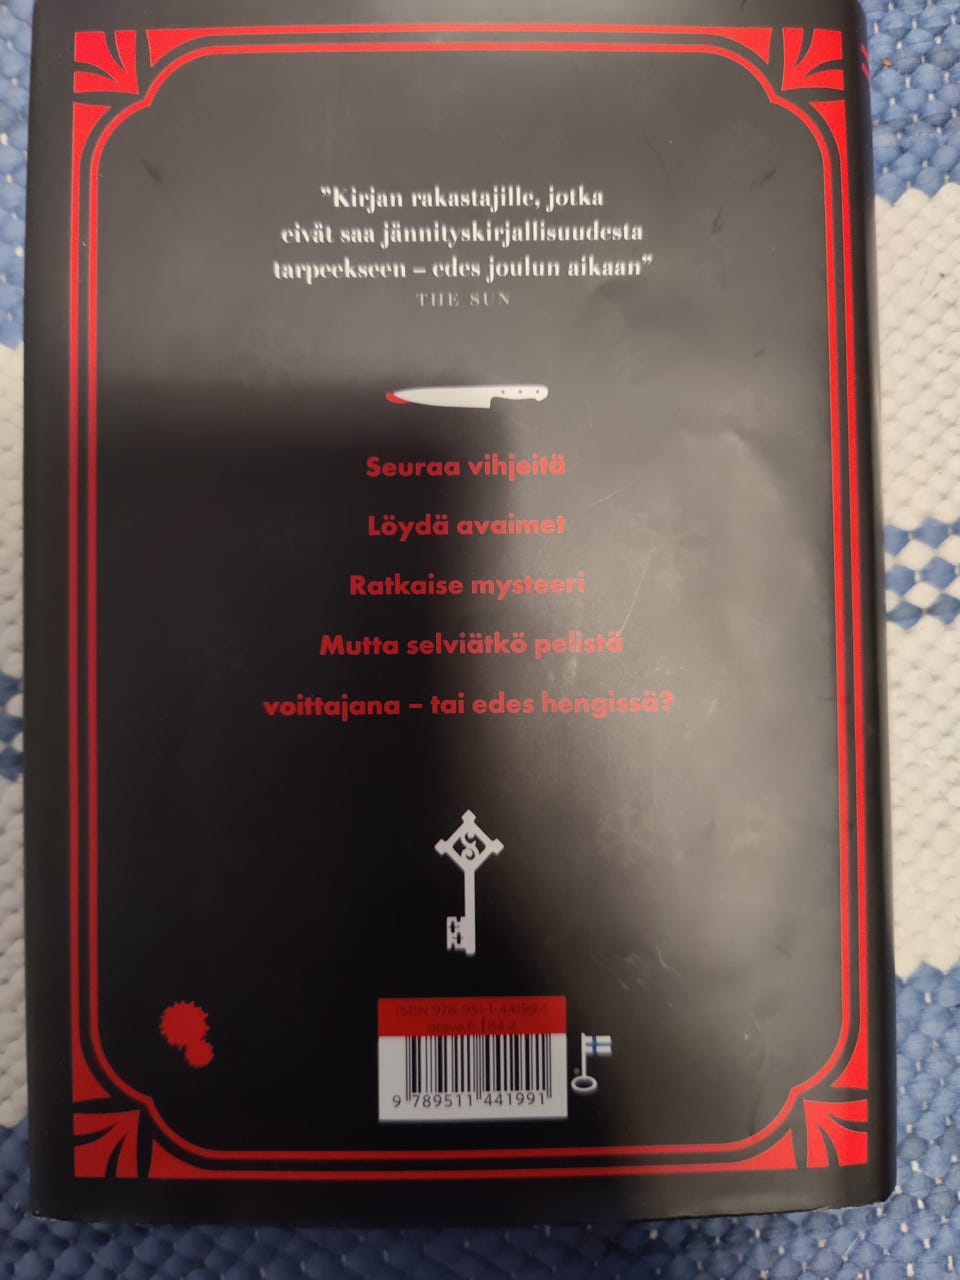 ”Kirjan rakastajille, jotka
eivät saa jännityskirjallisuudesta
tarpeekseen – edes joulun aikaan”
THE SUN
Seuraa vihjeitä
Löydä avaimet
Ratkaise mysteeri
Mutta selviätkö pelistä
voittajana – tai edes hengissä?
ISBN 978-951-1-44199-1
otava.fi 84.2
9 789511 441991